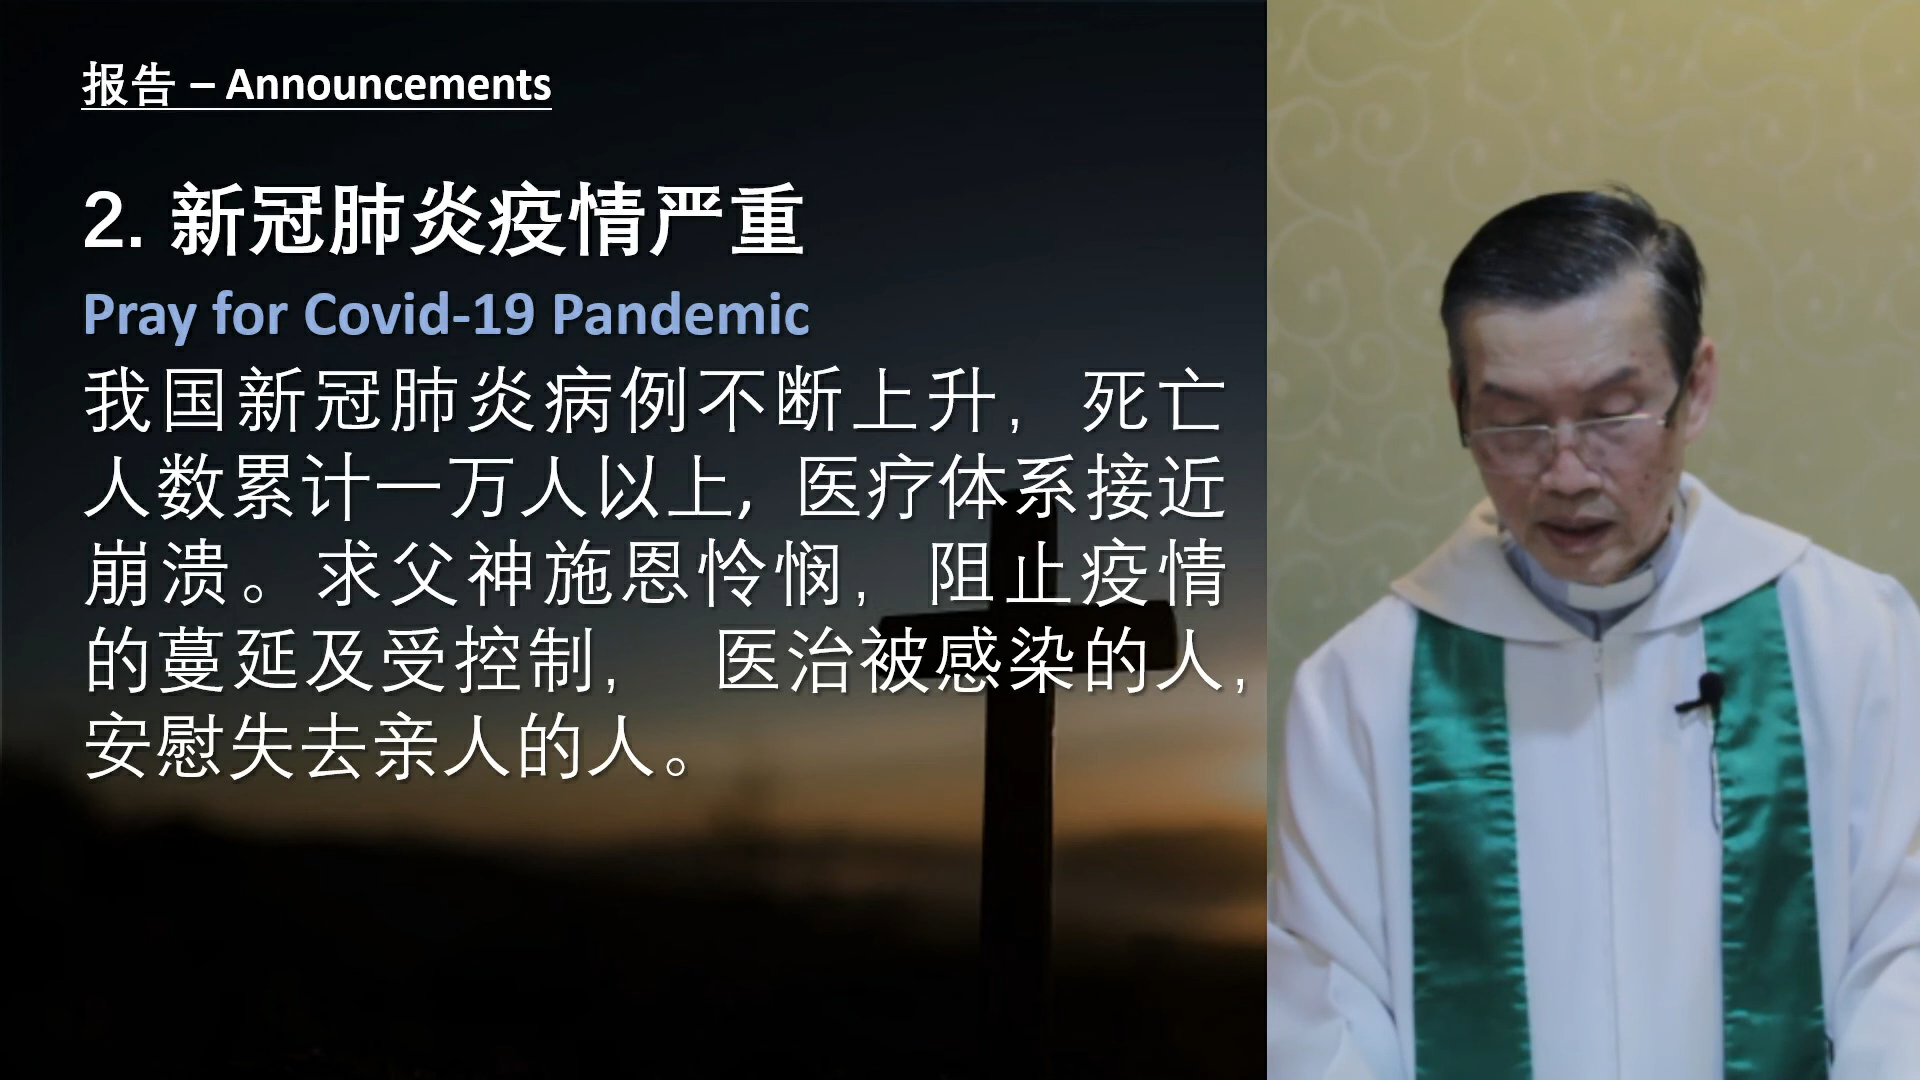 报告 – Announcements
2. 新冠肺炎疫情严重
Pray for Covid-19 Pandemic
我国新冠肺炎病例不断上升，死亡
人数累计一万人以上，医疗体系接近
崩溃。求父神施恩怜悯，阻止疫情
的蔓延及受控制， 医治被感染的人，
安慰失去亲人的人。